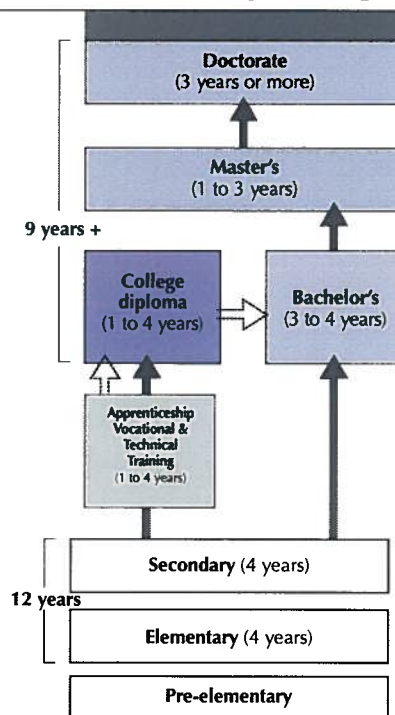 Doctorate
(3 years or more)
Master's
(1 to 3 years)
9 years +
College
diploma
(1 to 4 years)
Bachelor's
(3 to 4 years)
Apprenticeship
Vocational &
Technical
Training
(1 to 4 years)
Secondary (4 years)
12 years
Elementary (4 years)
Pre-elementary